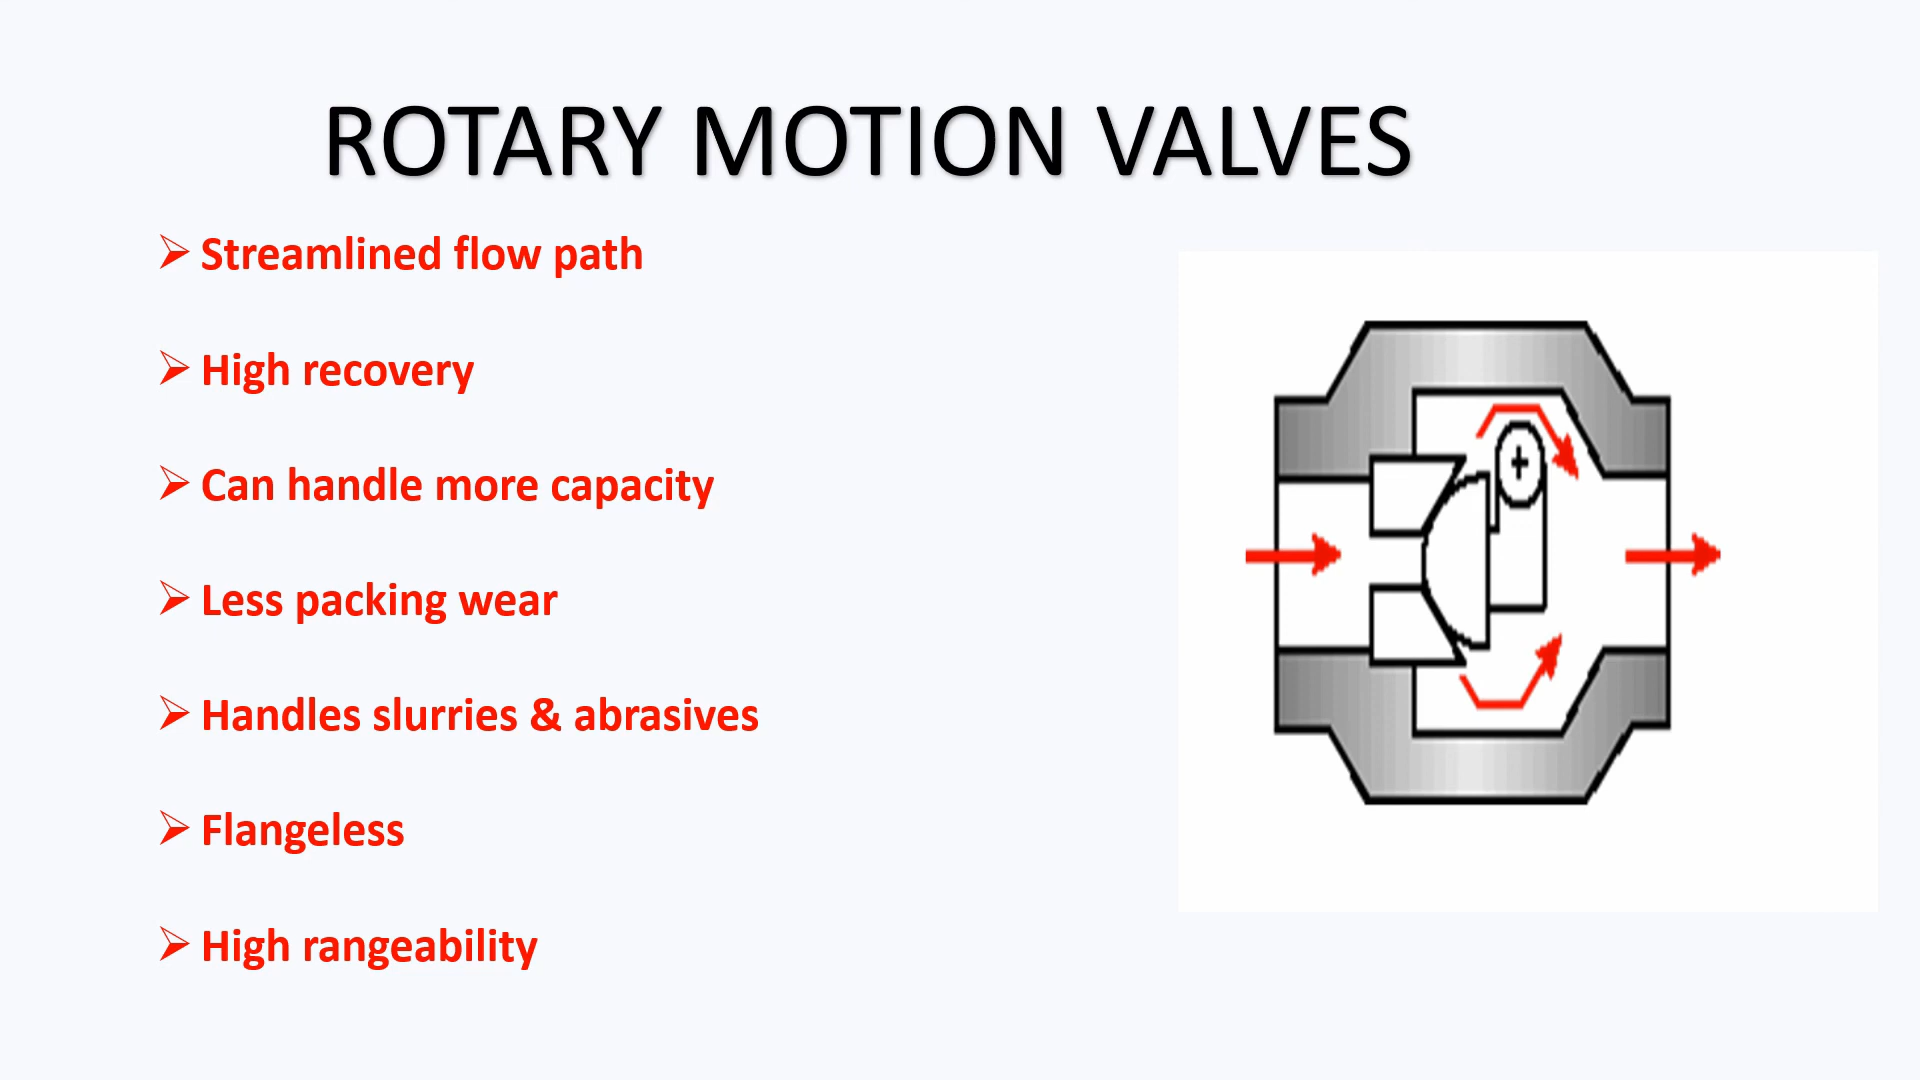 ROTARY MOTION VALVES
➢ Streamlined flow path
➢ High recovery
➢ Can handle more capacity
➢ Less packing wear
➢ Handles slurries & abrasives
➢ Flangeless
➢ High rangeability